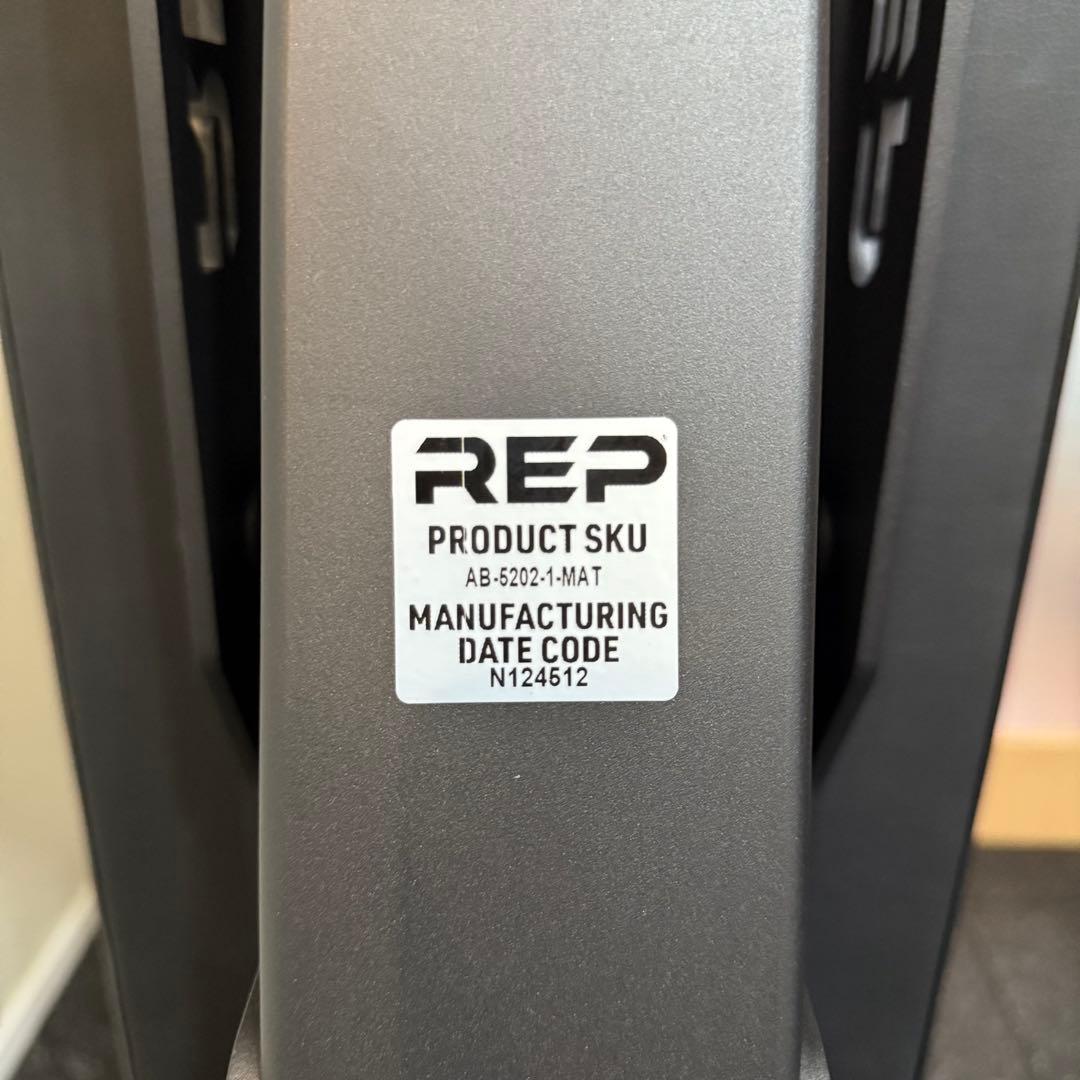 REP
PRODUCT SKU
AB-5202-1-MAT
MANUFACTURING
DATE CODE
N124512